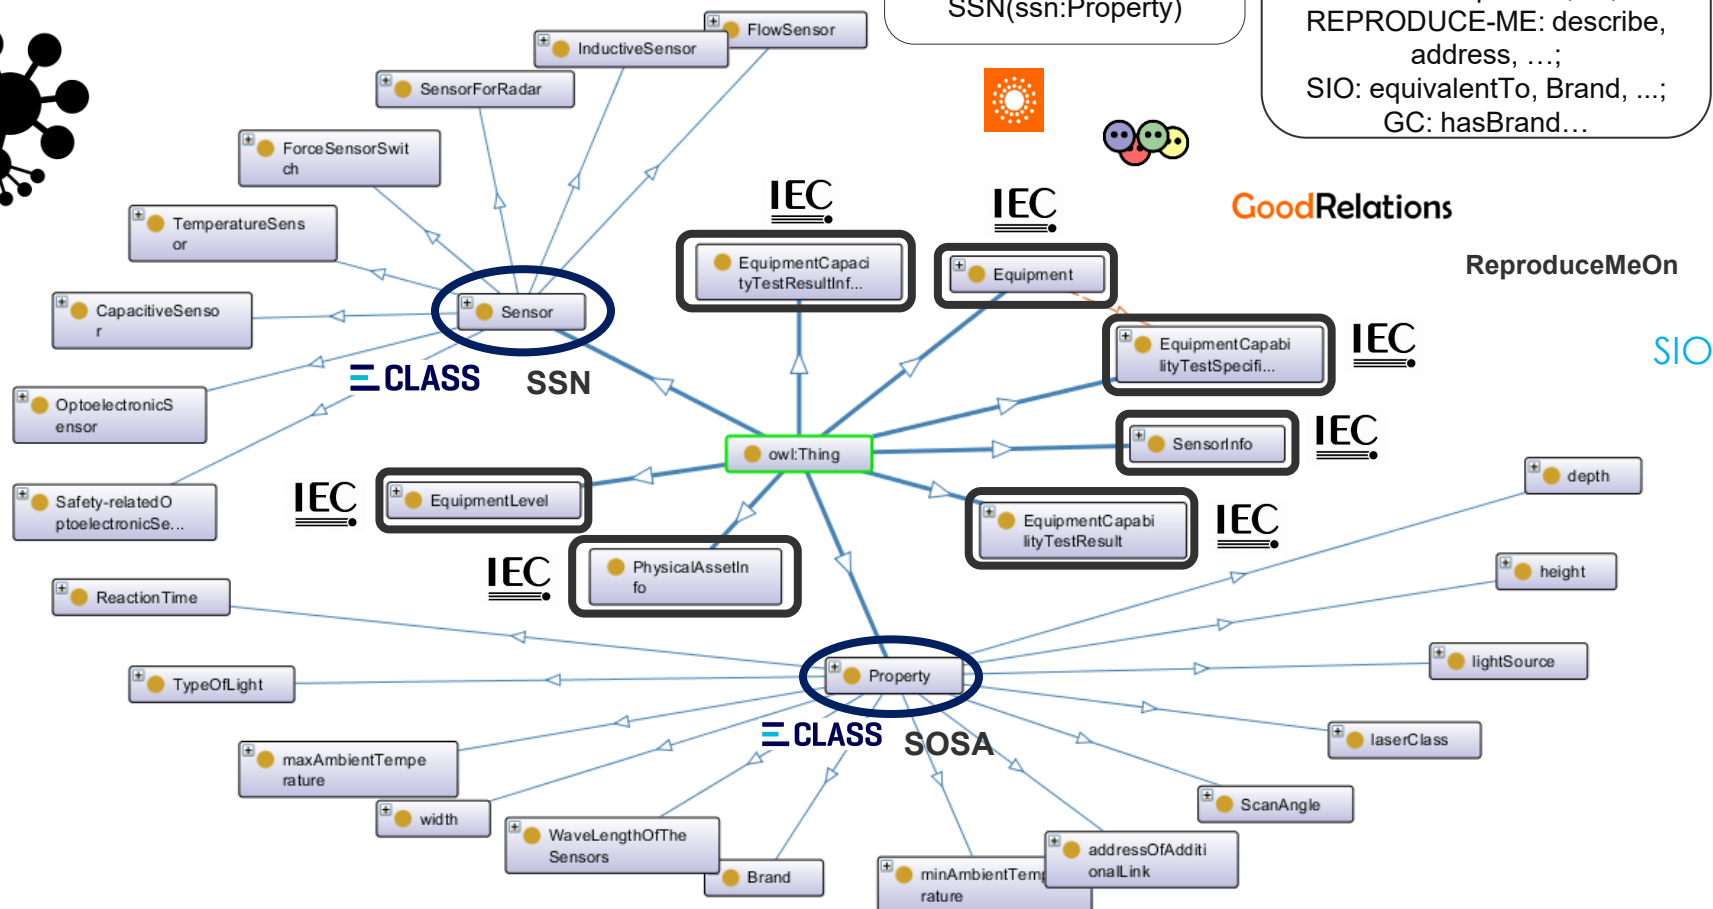 SSN(ssn:Property)
REPRODUCE-ME: describe,
address, …;
SIO: equivalentTo, Brand, ...;
GC: hasBrand…
FlowSensor
InductiveSensor
SensorForRadar
ForceSensorSwit
ch
TemperatureSens
or
CapacitiveSenso
r
OptoelectronicS
ensor
Safety-relatedO
ptoelectronicSe...
Sensor
ECLASS
SSN
IEC
EquipmentCapaci
tyTestResultInf...
IEC
Equipment
GoodRelations
ReproduceMeOn
SIO
EquipmentCapabi
lityTestSpecifi...
IEC
owl:Thing
SensorInfo
IEC
IEC
EquipmentLevel
EquipmentCapabi
lityTestResult
IEC
IEC
PhysicalAssetIn
fo
depth
height
ReactionTime
TypeOfLight
Property
lightSource
ECLASS
SOSA
laserClass
maxAmbientTempe
rature
width
WaveLengthOfThe
Sensors
Brand
minAmbientTemp
rature
addressOfAdditi
onalLink
ScanAngle